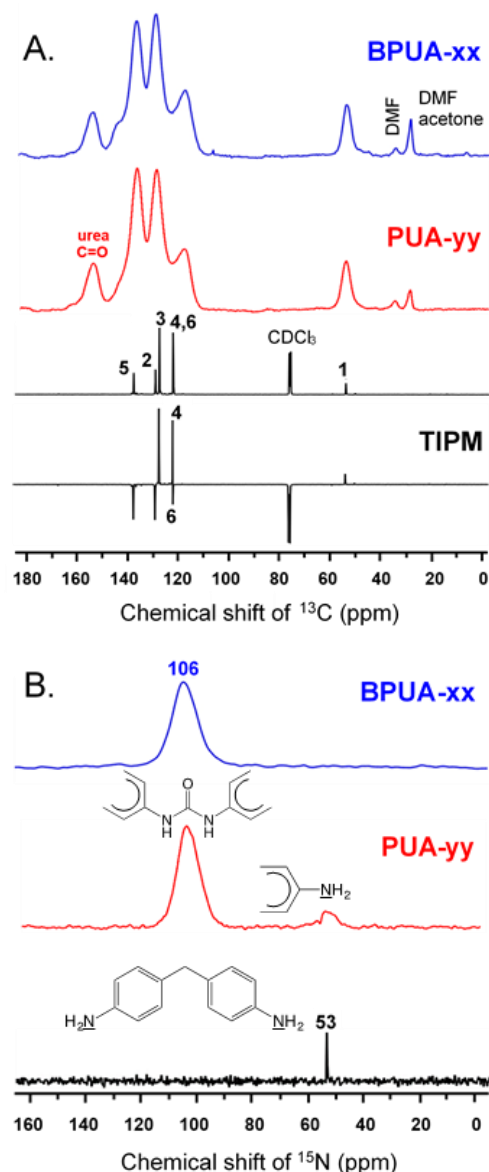 A.
BPUA-xx
DMF
DMF
acetone
PUA-yy
urea
C=O
3
4,6
CDCl₃
5
2
1
TIPM
4
6
180 160 140 120 100 80 60 40 20 0
Chemical shift of ¹³C (ppm)
B.
106
BPUA-xx
O
N N
H H
PUA-yy
NH₂
H₂N NH₂
53
160 140 120 100 80 60 40 20 0
Chemical shift of ¹⁵N (ppm)